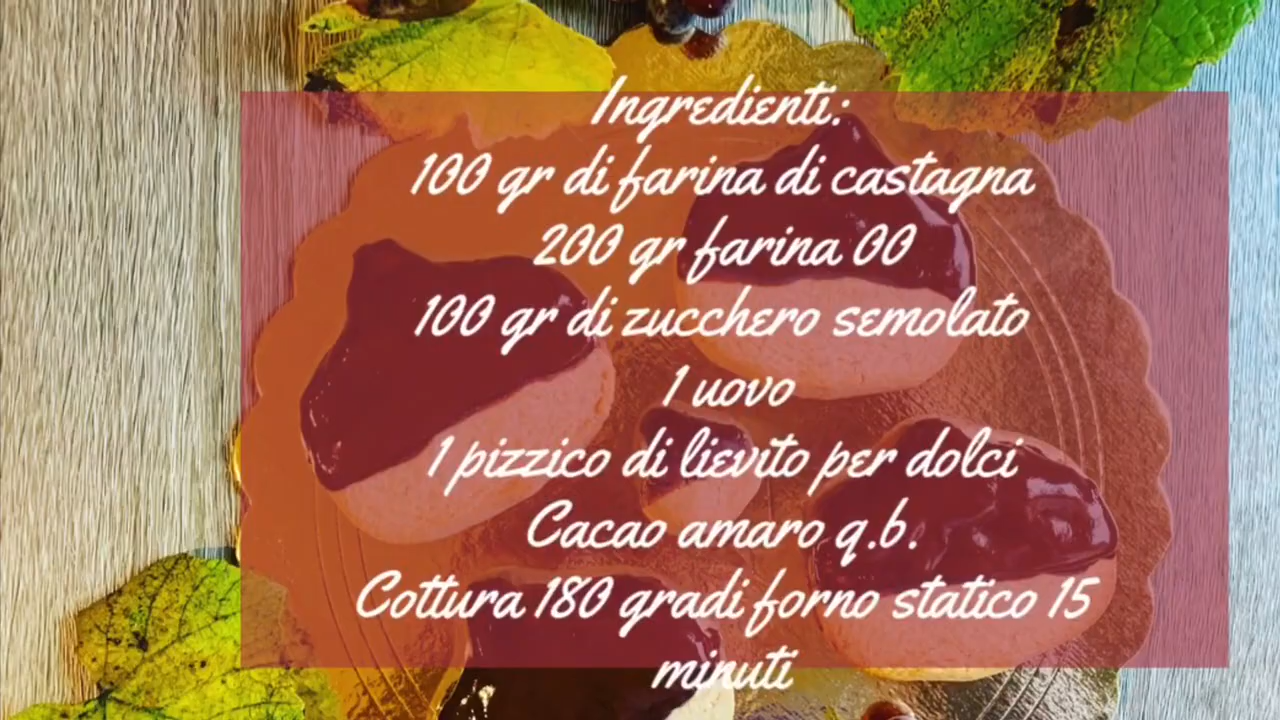 Ingredienti:
100 gr di farina di castagna
200 gr farina 00
100 gr di zucchero semolato
1 uovo
1 pizzico di lievito per dolci
Cacao amaro q.b.
Cottura 180 gradi forno statico 15
minuti